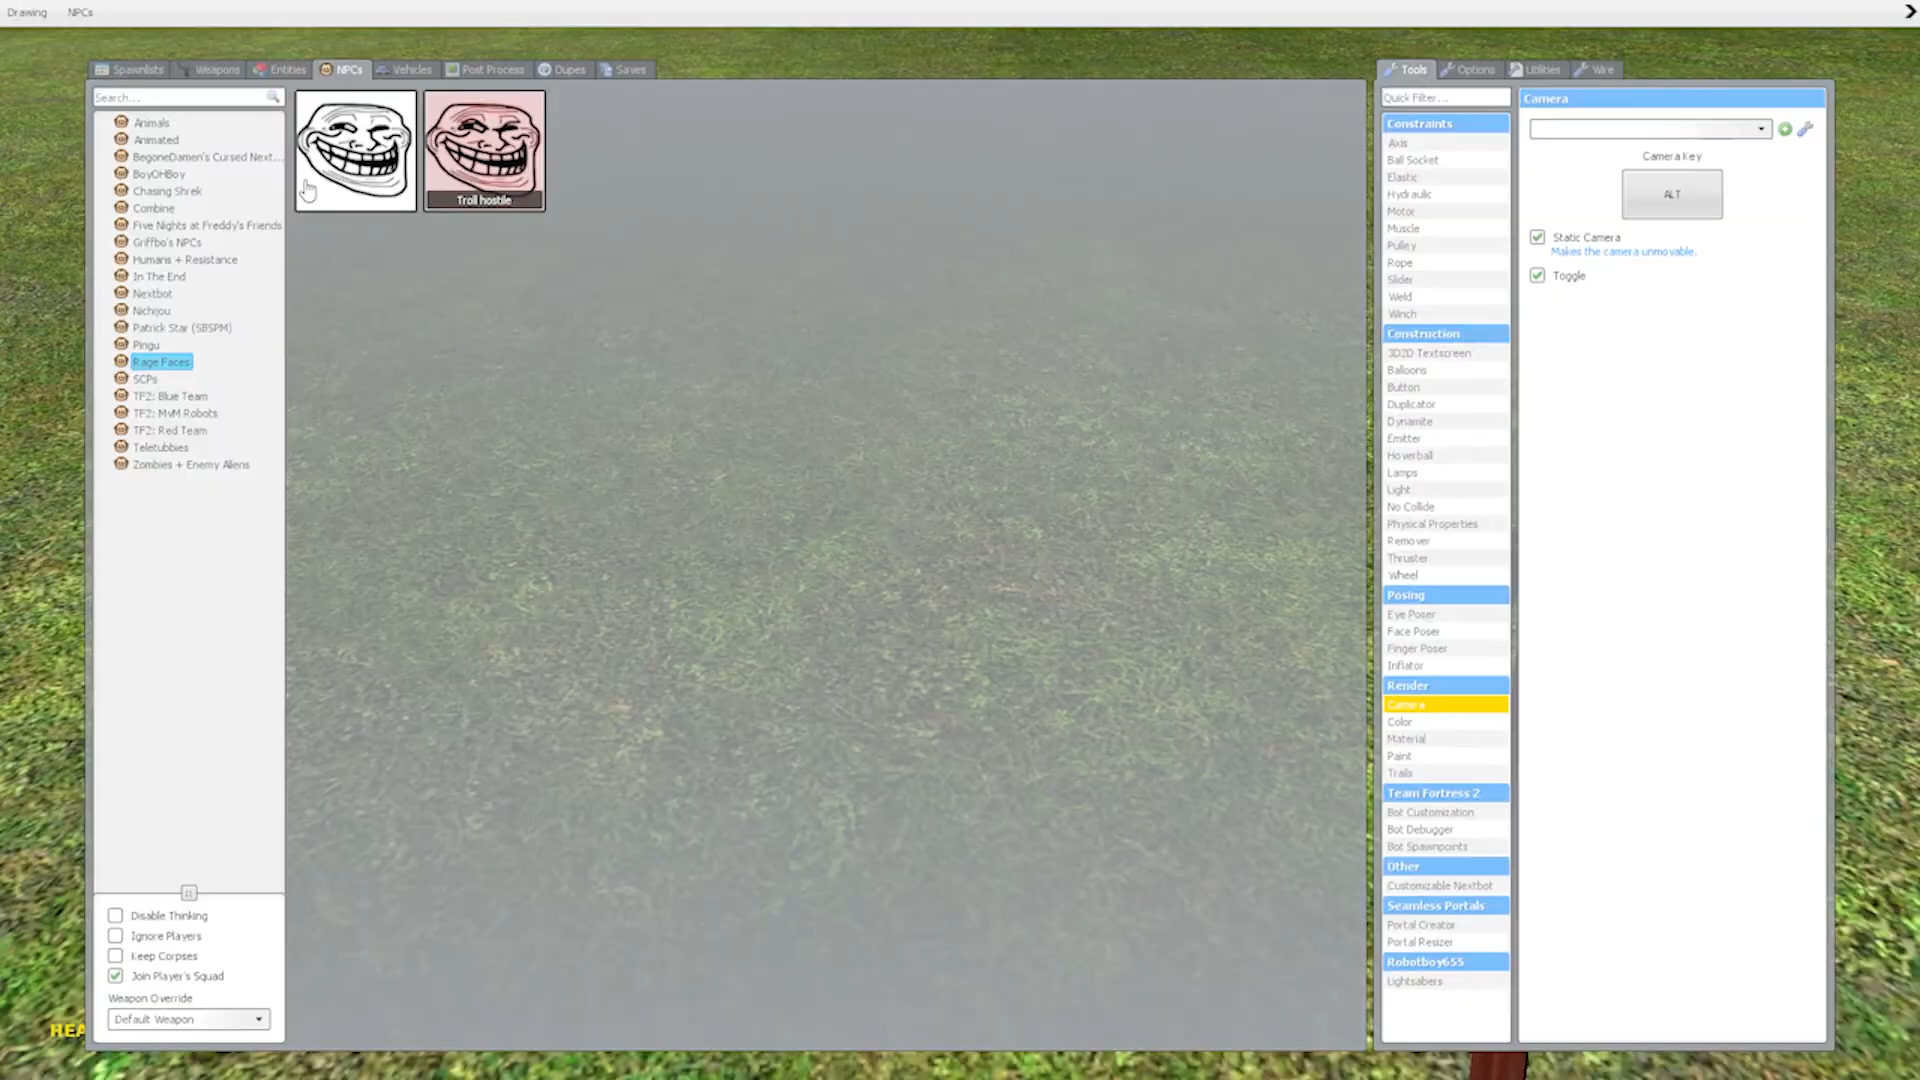 Drawing NPCs
Spawnlists Weapons Entities NPCs Vehicles Post Process Dupes Saves
Search...
Animals
Animated
BegoneDamen's Cursed Next...
BoyOHBoy
Chasing Shrek
Combine
Five Nights at Freddy's Friends
Griffbo's NPCs
Humans + Resistance
In The End
Nextbot
Nichijou
Patrick Star (SBSPM)
Pingu
Rage Faces
SCPs
TF2: Blue Team
TF2: MvM Robots
TF2: Red Team
Teletubbies
Zombies + Enemy Aliens
Disable Thinking
Ignore Players
Keep Corpses
Join Player's Squad
Weapon Override
Default Weapon
HEA
Troll hostile
Tools Options Utilities Wire
Quick Filter...
Constraints
Axis
Ball Socket
Elastic
Hydraulic
Motor
Muscle
Pulley
Rope
Slider
Weld
Winch
Construction
3D2D Textscreen
Balloons
Button
Duplicator
Dynamite
Emitter
Hoverball
Lamps
Light
No Collide
Physical Properties
Remover
Thruster
Wheel
Posing
Eye Poser
Face Poser
Finger Poser
Inflator
Render
Camera
Color
Material
Paint
Trails
Team Fortress 2
Bot Customization
Bot Debugger
Bot Spawnpoints
Other
Customizable Nextbot
Seamless Portals
Portal Creator
Portal Resizer
Robotboy655
Lightsabers
Camera
Camera Key
ALT
Static Camera
Makes the camera unmovable.
Toggle